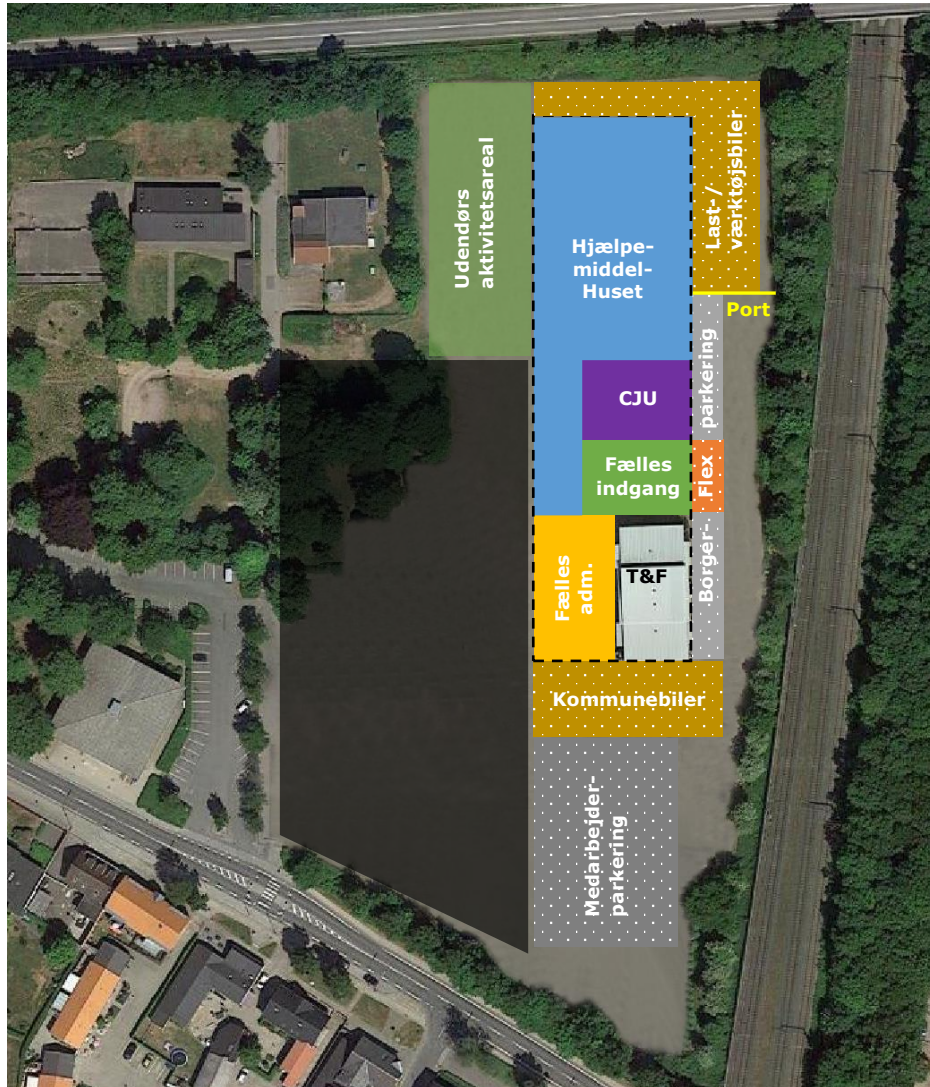 Udendørs
aktivitetsareal
Last-/
værktøjsbiler
Hjælpe-
middel-
Huset
Port
CJU
Fælles
indgang
Borger-
Flex
parkering
Fælles
adm.
T&F
Kommunebiler
Medarbejder-
parkering